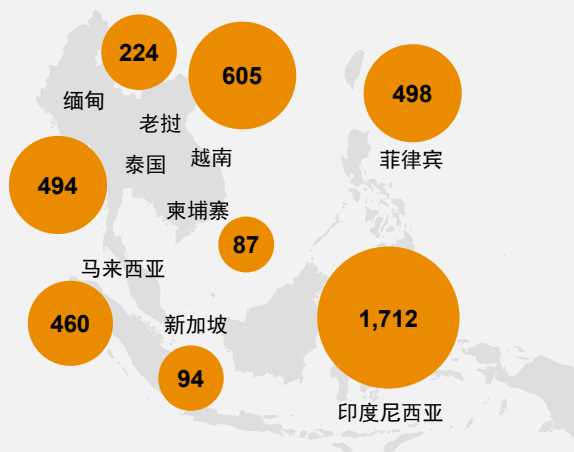 224
605
498
缅甸
老挝
菲律宾
越南
泰国
494
柬埔寨
87
马来西亚
460
新加坡
1,712
94
印度尼西亚